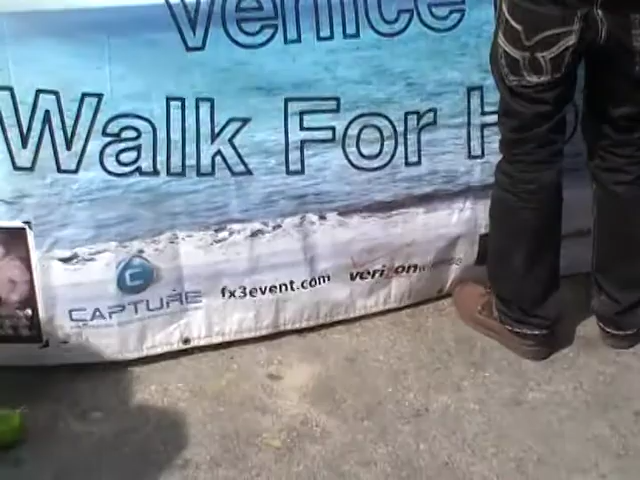 Venice
Walk For H
CAPTURE
fx3event.com
verizon